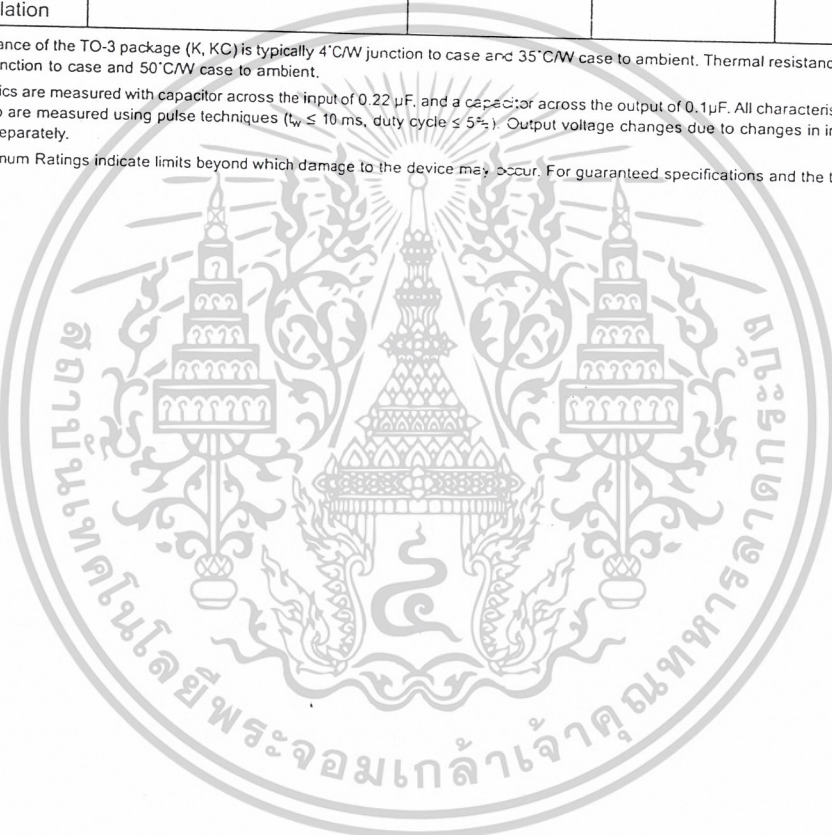 lation
ance of the TO-3 package (K, KC) is typically 4˚C/W junction to case and 35˚C/W case to ambient. Thermal resistanc
nction to case and 50˚C/W case to ambient.
ics are measured with capacitor across the input of 0.22 µF, and a capacitor across the output of 0.1µF. All characteris
o are measured using pulse techniques (tw ≤ 10 ms, duty cycle ≤ 5%). Output voltage changes due to changes in in
eparately.
num Ratings indicate limits beyond which damage to the device may occur. For guaranteed specifications and the t
สถาบันเทคโนโลยีพระจอมเกล้าเจ้าคุณทหารลาดกระบัง